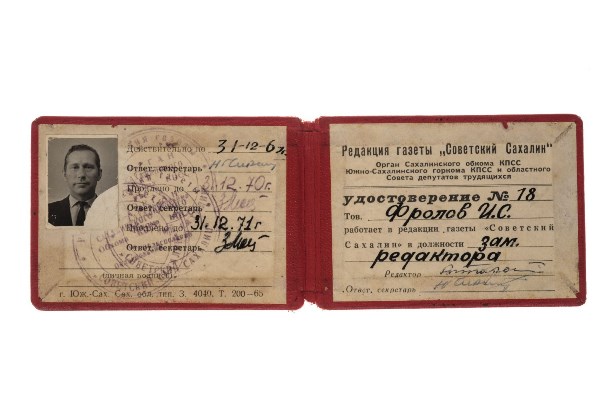 Действительно до 31-12-6
Ответ. секретарь
Продлено до 31.12.70г.
Ответ. секретарь
Продлено до 31.12.71г
Ответ. секретарь
(личная подпись)
г. Юж.-Сах. Сах. обл. тип. З. 4040. Т. 200—65
Редакция газеты „Советский Сахалин"
Орган Сахалинского обкома КПСС
Южно-Сахалинского горкома КПСС и областного
Совета депутатов трудящихся
удостоверение № 18
Тов. Фролов И.С.
работает в редакции газеты „Советский
Сахалин" в должности зам.
редактора
Редактор
Ответ. секретарь